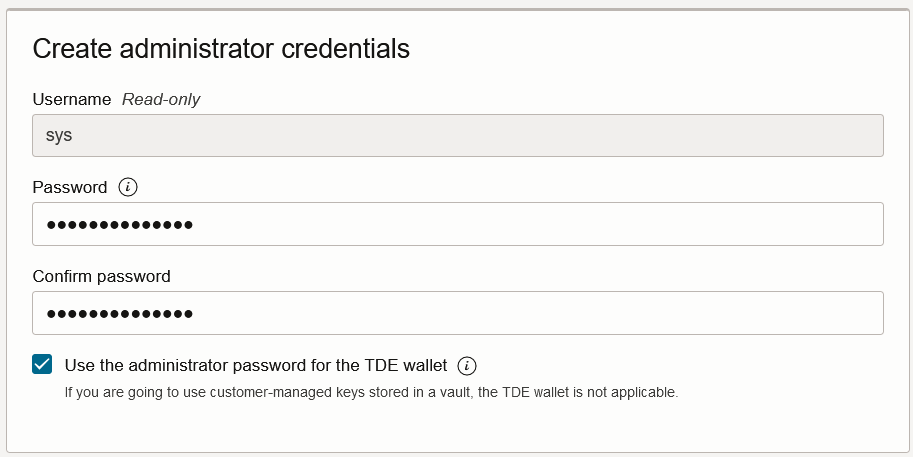 Create administrator credentials
Username Read-only
sys
Password i
••••••••••••••
Confirm password
••••••••••••••
Use the administrator password for the TDE wallet i
If you are going to use customer-managed keys stored in a vault, the TDE wallet is not applicable.